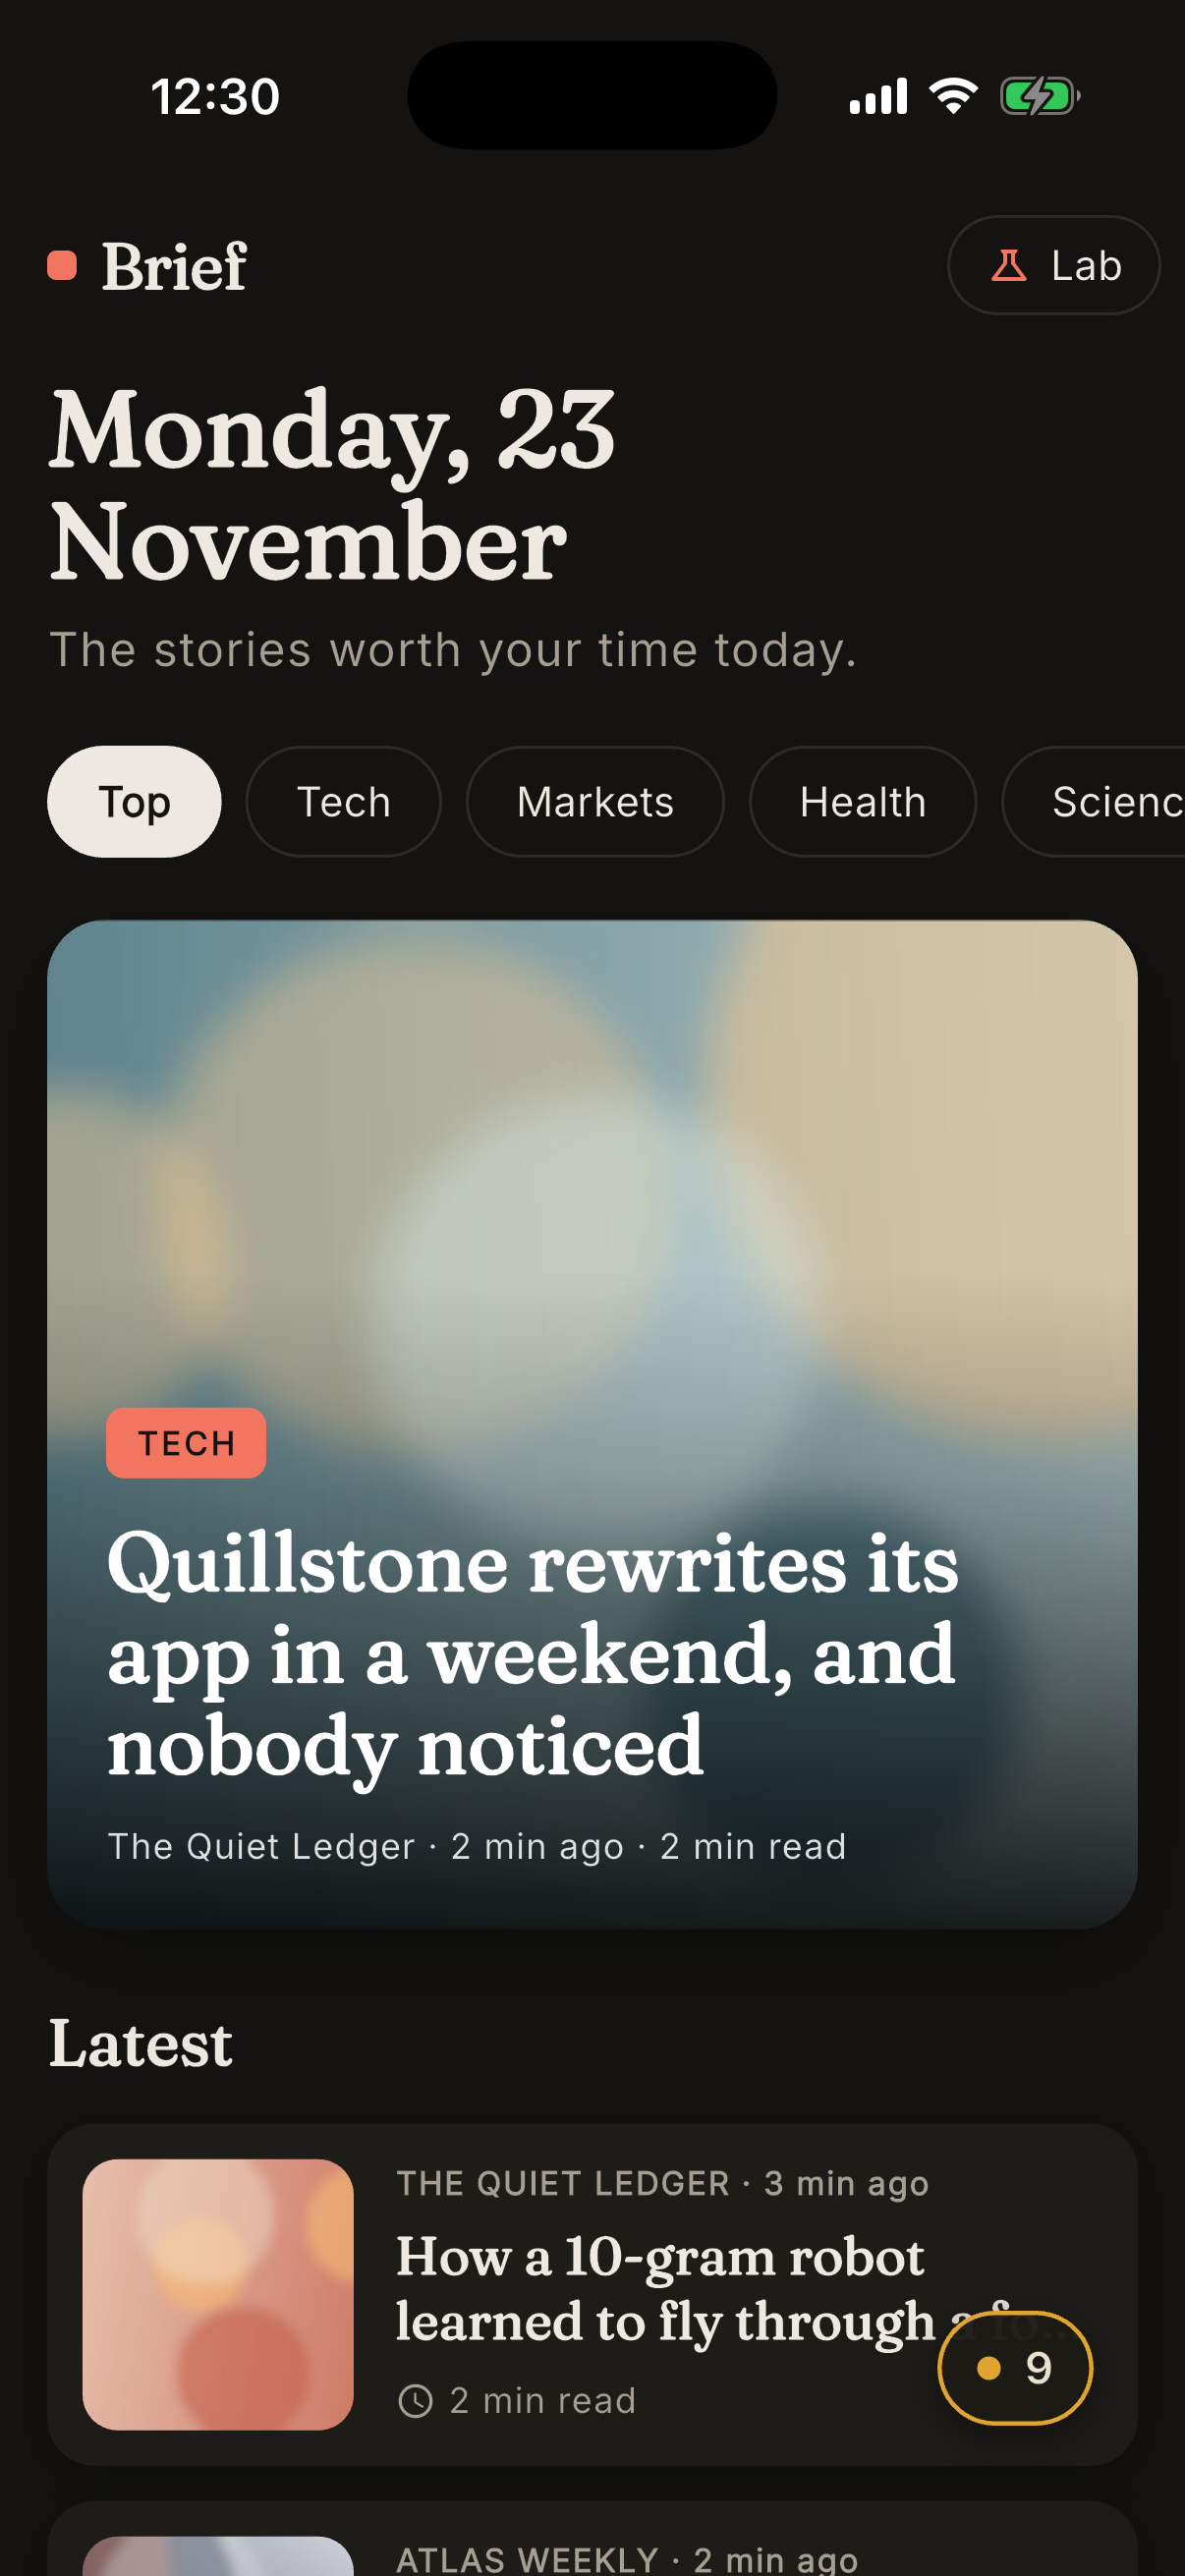 12:30
Brief
Lab
Monday, 23
November
The stories worth your time today.
Top
Tech
Markets
Health
Scienc
TECH
Quillstone rewrites its
app in a weekend, and
nobody noticed
The Quiet Ledger · 2 min ago · 2 min read
Latest
THE QUIET LEDGER · 3 min ago
How a 10-gram robot
learned to fly through a fo...
2 min read
9
ATLAS WEEKLY · 2 min ago